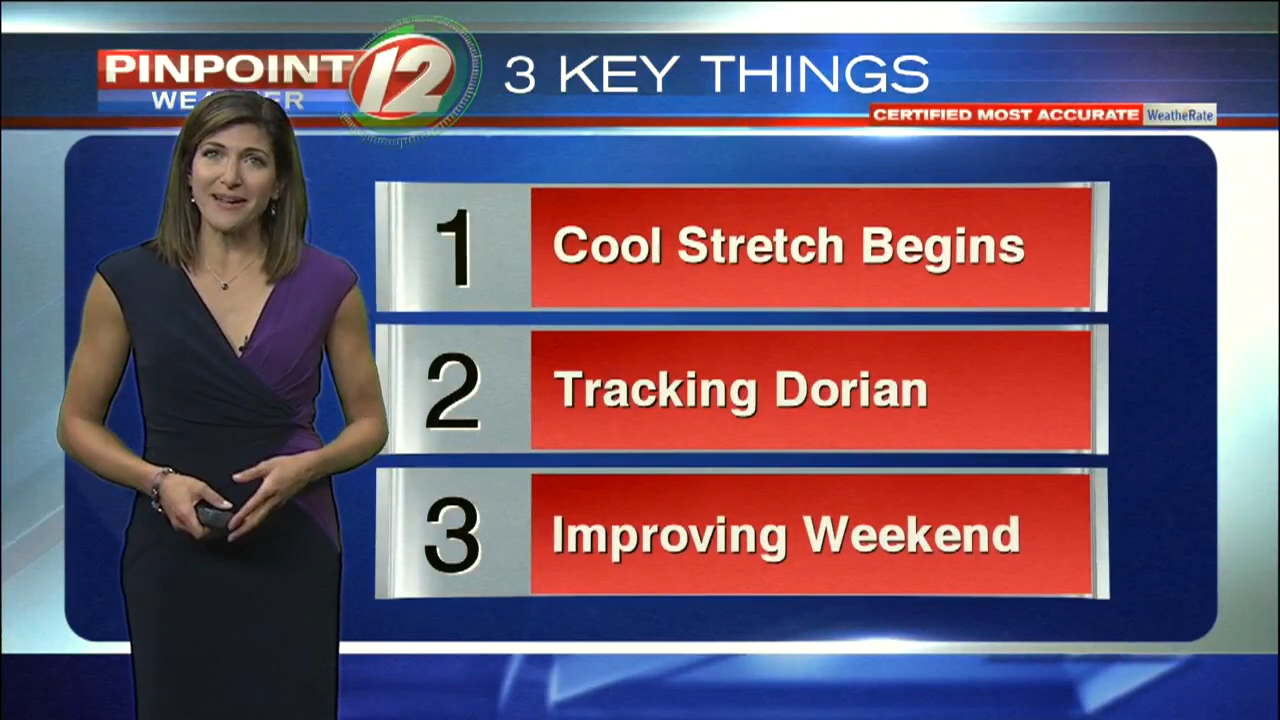 PINPOINT 12
WEATHER
3 KEY THINGS
CERTIFIED MOST ACCURATE WeatheRate
1 Cool Stretch Begins
2 Tracking Dorian
3 Improving Weekend